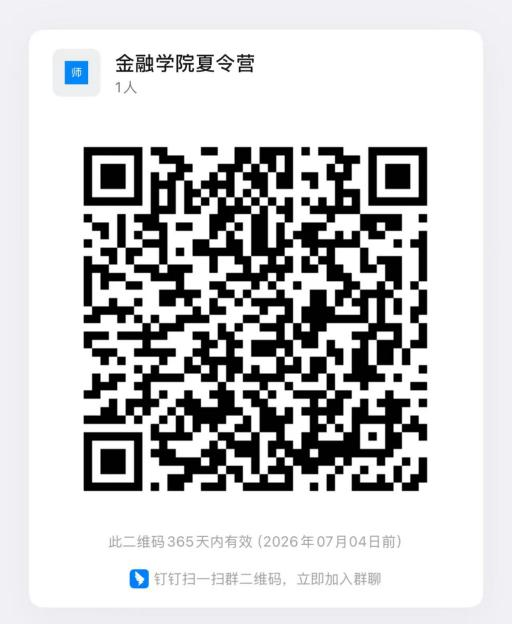 师
金融学院夏令营
1人
此二维码365天内有效 (2026年07月04日前)
钉钉扫一扫群二维码，立即加入群聊